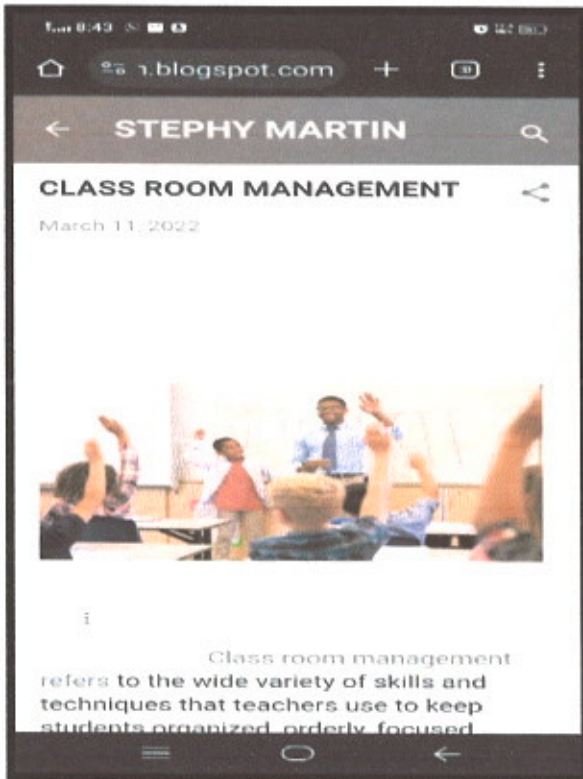 8:43
ı.blogspot.com
STEPHY MARTIN
CLASS ROOM MANAGEMENT
March 11, 2022
Class room management
refers to the wide variety of skills and
techniques that teachers use to keep
students organized, orderly, focused